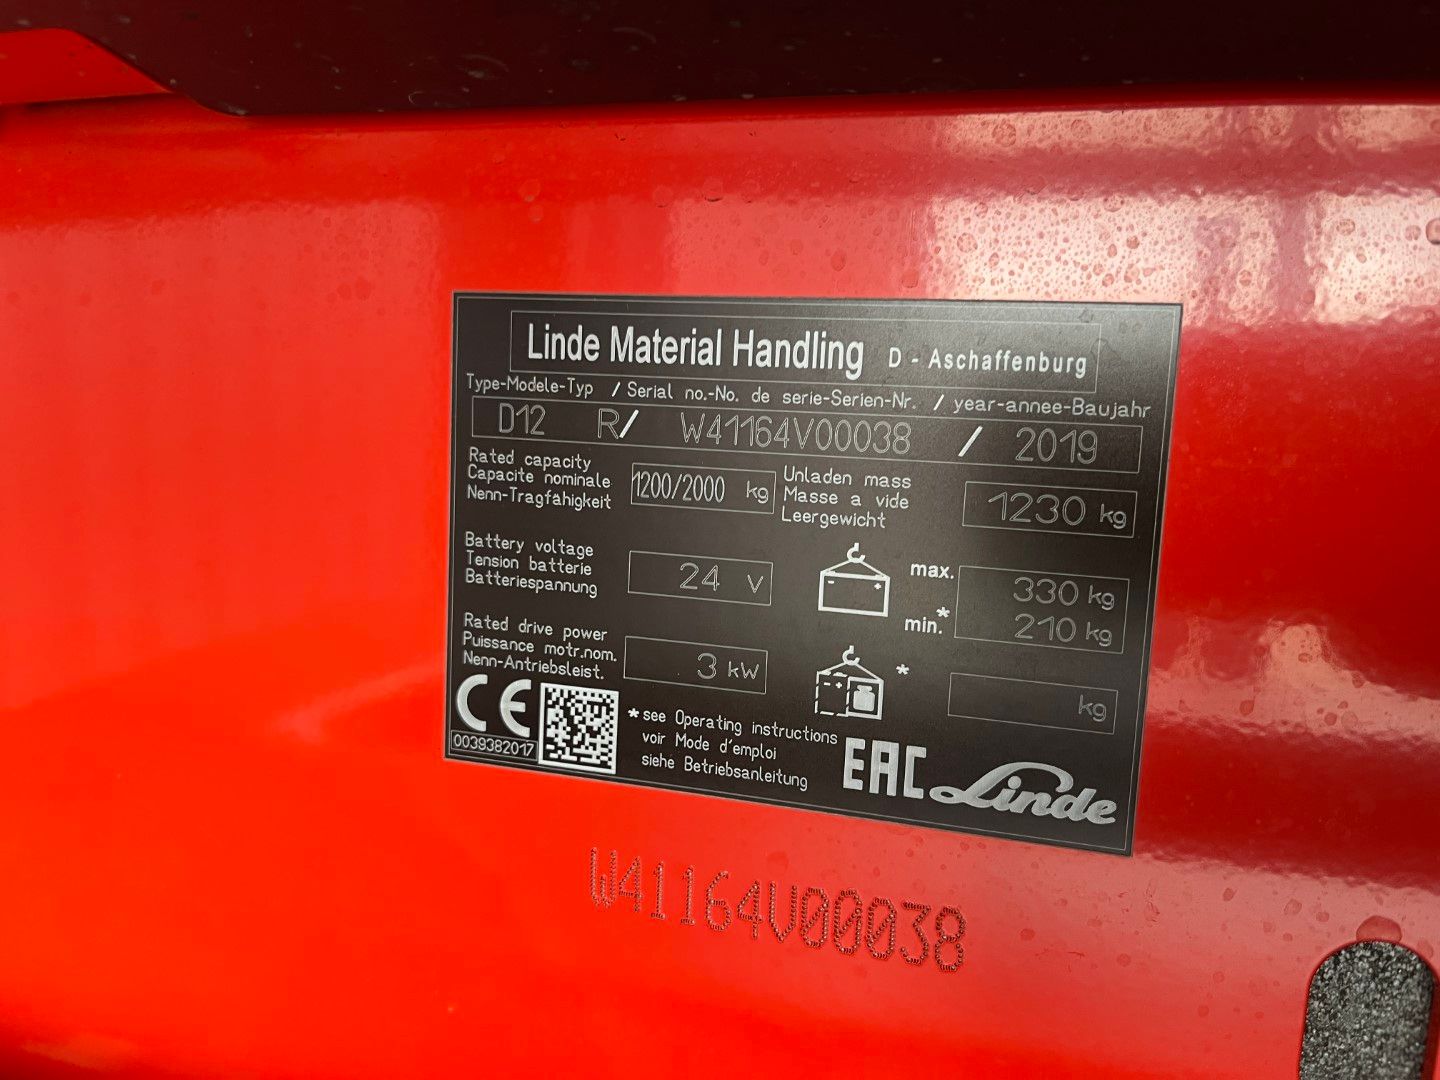 Linde Material Handling D - Aschaffenburg
Type-Modele-Typ / Serial no.-No. de serie-Serien-Nr. / year-annee-Baujahr
D12 R/ W41164V00038 / 2019
Rated capacity
Capacite nominale
Nenn-Tragfähigkeit
1200/2000 kg
Unladen mass
Masse a vide
Leergewicht
1230 kg
Battery voltage
Tension batterie
Batteriespannung
24 V
- +
max. 330 kg
min.* 210 kg
Rated drive power
Puissance motr.nom.
Nenn-Antriebsleist.
3 kW
- +
*
kg
CE
0039382017
* see Operating instructions
voir Mode d'emploi
siehe Betriebsanleitung
EAC
Linde
W41164V00038